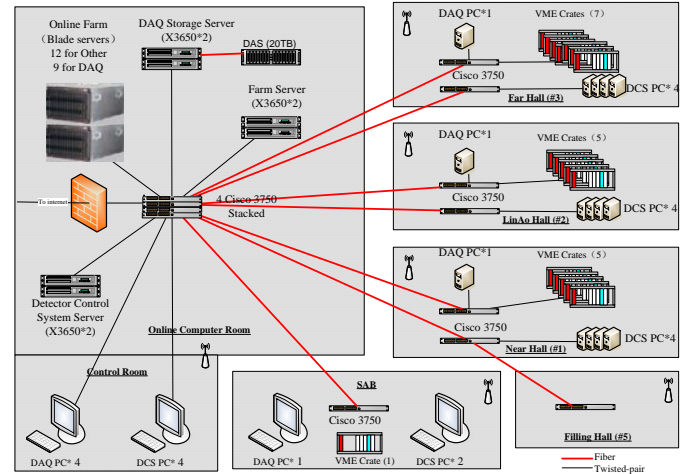 Online Farm
(Blade servers)
12 for Other
9 for DAQ
DAQ Storage Server
(X3650*2)
DAS (20TB)
Farm Server
(X3650*2)
To internet
4 Cisco 3750
Stacked
Detector Control
System Server
(X3650*2)
Online Computer Room
Control Room
DAQ PC* 4
DCS PC* 4
DAQ PC*1
VME Crates（7）
Cisco 3750
DCS PC* 4
Far Hall (#3)
DAQ PC*1
VME Crates（5）
Cisco 3750
DCS PC* 4
LinAo Hall (#2)
DAQ PC*1
VME Crates（5）
Cisco 3750
DCS PC*4
Near Hall (#1)
SAB
Cisco 3750
DAQ PC* 1
VME Crate (1)
DCS PC* 2
Filling Hall (#5)
Fiber
Twisted-pair